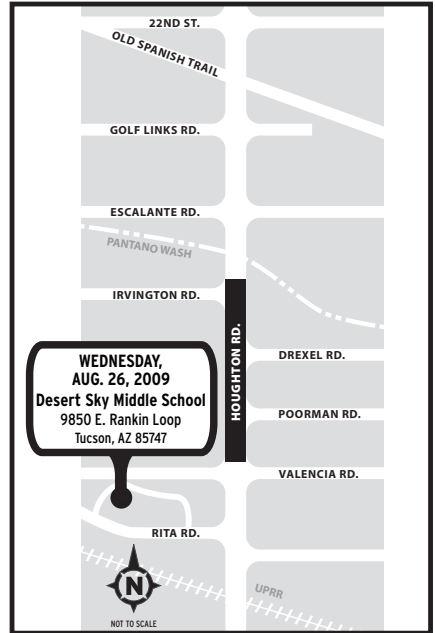 22ND ST.
OLD SPANISH TRAIL
GOLF LINKS RD.
ESCALANTE RD.
PANTANO WASH
IRVINGTON RD.
HOUGHTON RD.
DREXEL RD.
WEDNESDAY,
AUG. 26, 2009
Desert Sky Middle School
9850 E. Rankin Loop
Tucson, AZ 85747
POORMAN RD.
VALENCIA RD.
RITA RD.
N
UPRR
NOT TO SCALE